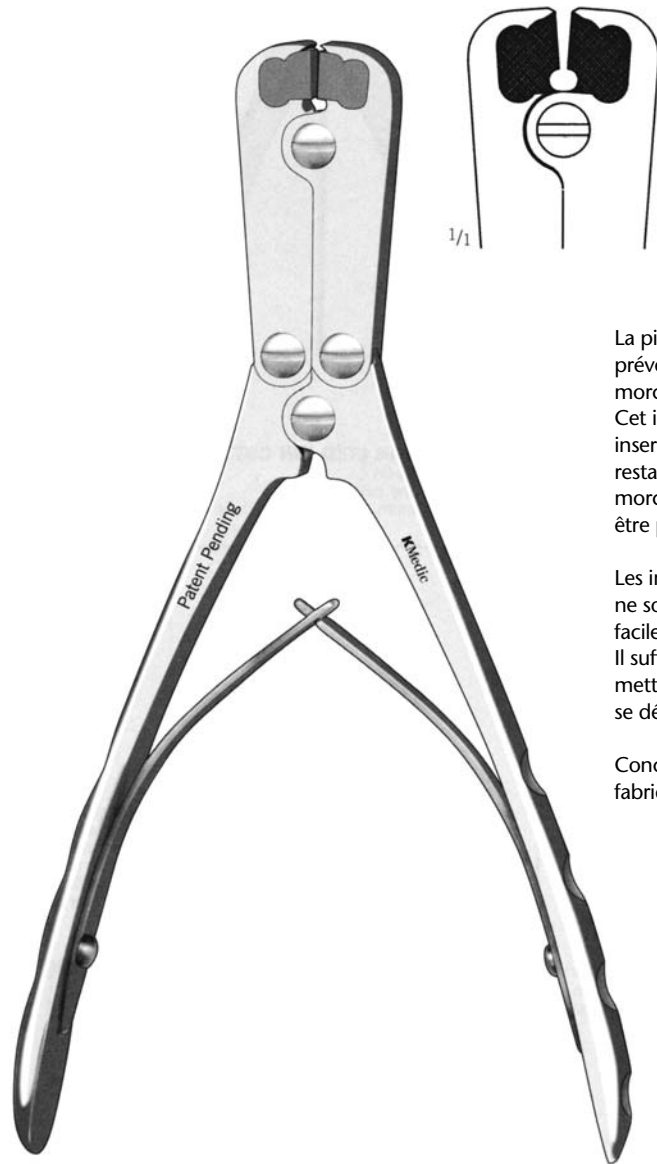 1/1
La pi
préve
morc
Cet i
inser
resta
morc
être p
Les in
ne so
facile
Il suf
mett
se dé
Conc
fabric
Patent Pending
KMedic